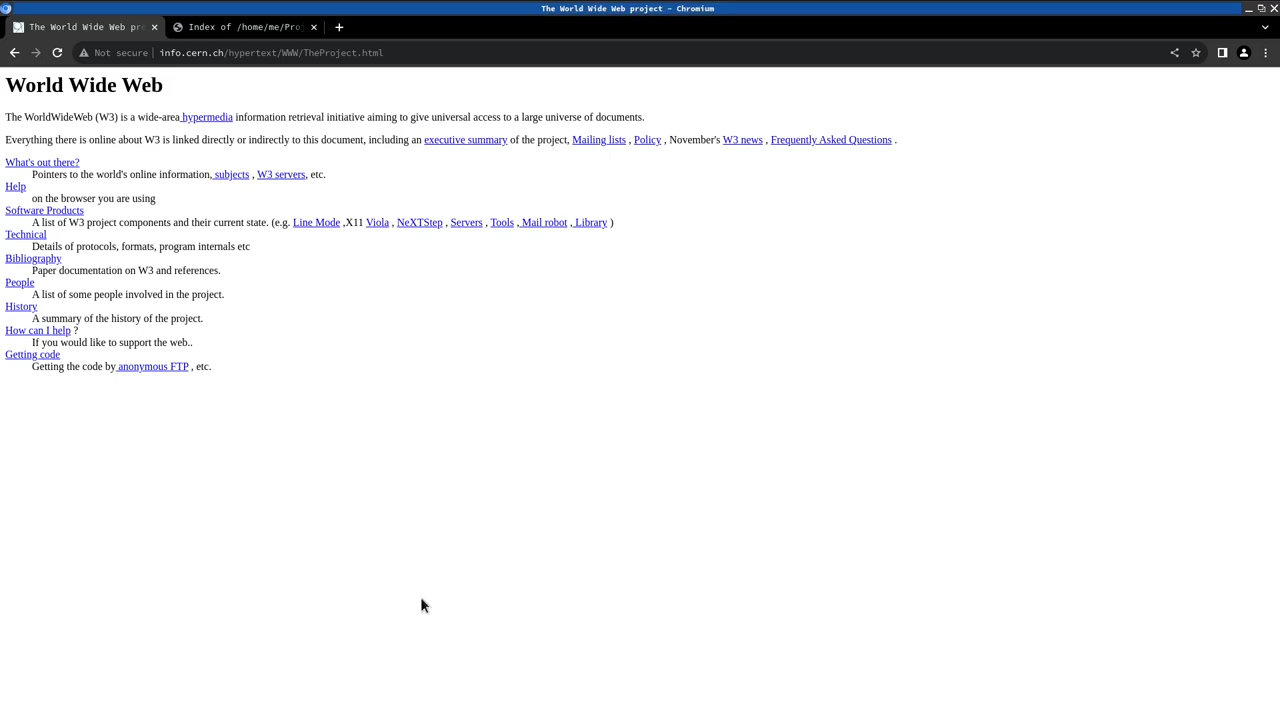 The World Wide Web project - Chromium
The World Wide Web pro
Index of /home/me/Pro
Not secure
info.cern.ch/hypertext/WWW/TheProject.html
World Wide Web
The WorldWideWeb (W3) is a wide-area hypermedia information retrieval initiative aiming to give universal access to a large universe of documents.
Everything there is online about W3 is linked directly or indirectly to this document, including an executive summary of the project, Mailing lists , Policy , November's W3 news , Frequently Asked Questions .
What's out there?
Pointers to the world's online information, subjects , W3 servers, etc.
Help
on the browser you are using
Software Products
A list of W3 project components and their current state. (e.g. Line Mode ,X11 Viola , NeXTStep , Servers , Tools , Mail robot , Library )
Technical
Details of protocols, formats, program internals etc
Bibliography
Paper documentation on W3 and references.
People
A list of some people involved in the project.
History
A summary of the history of the project.
How can I help ?
If you would like to support the web..
Getting code
Getting the code by anonymous FTP , etc.